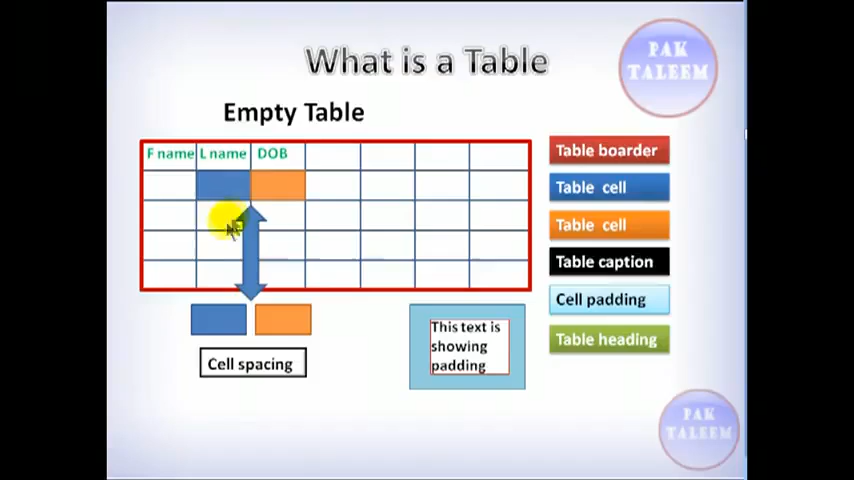 What is a Table
PAK
TALEEM
Empty Table
F name L name DOB
Table boarder
Table cell
Table cell
Table caption
Cell padding
Table heading
This text is
showing
padding
Cell spacing
PAK
TALEEM